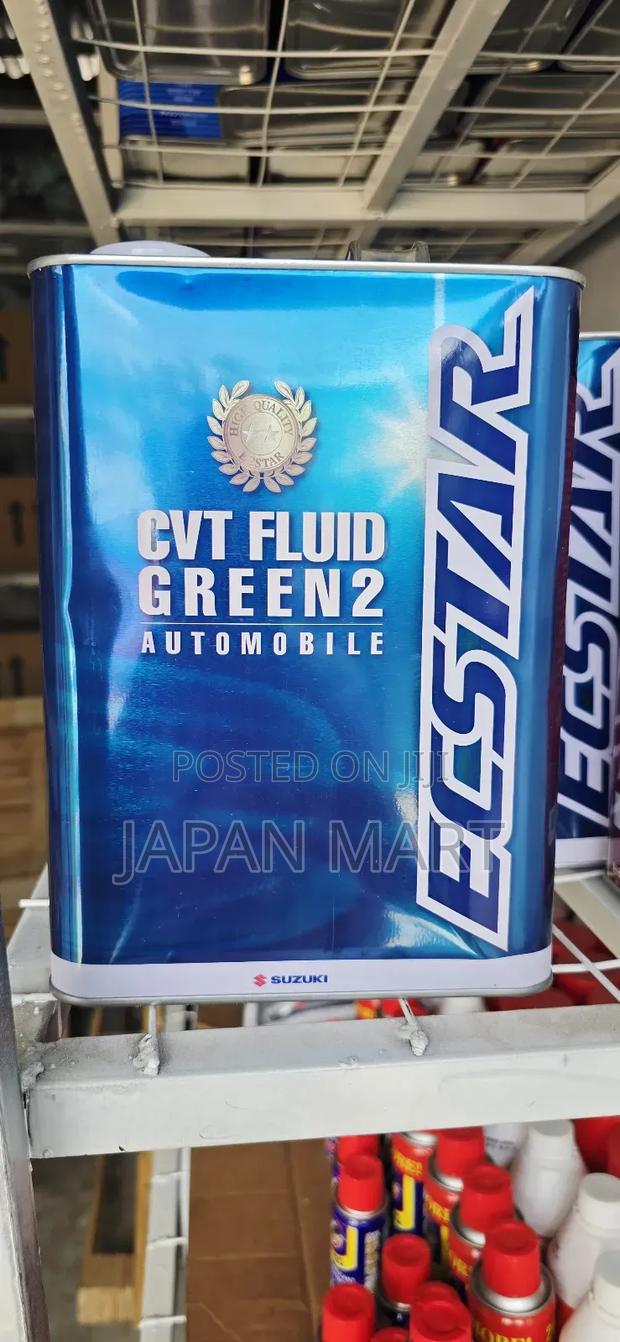 HIGH QUALITY
ECSTAR
CVT FLUID
GREEN2
AUTOMOBILE
ECSTAR
POSTED ON JIJI
JAPAN MART
SUZUKI
ECSTAR